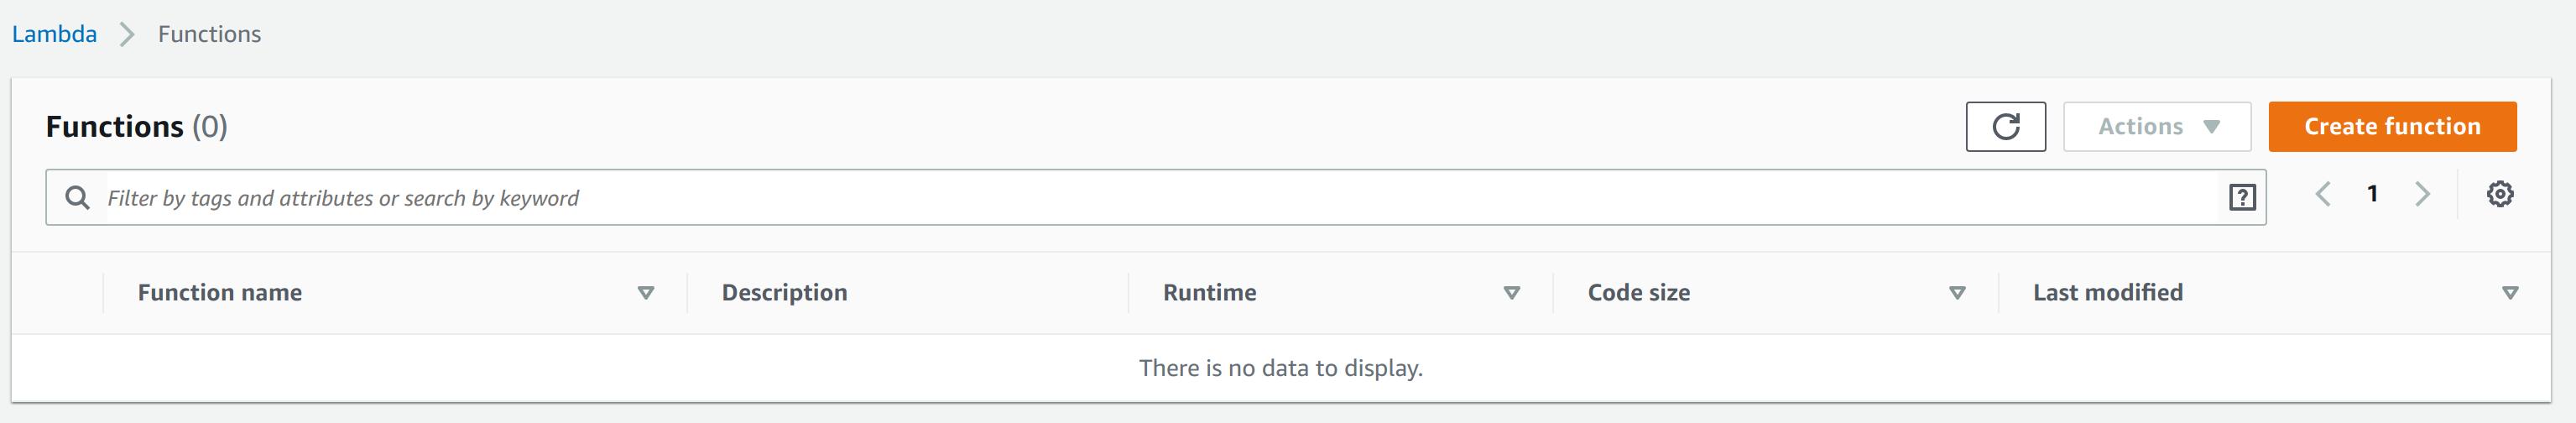 Lambda Functions
Functions (0)
Actions
Create function
Filter by tags and attributes or search by keyword
?
1
Function name Description Runtime Code size Last modified
There is no data to display.